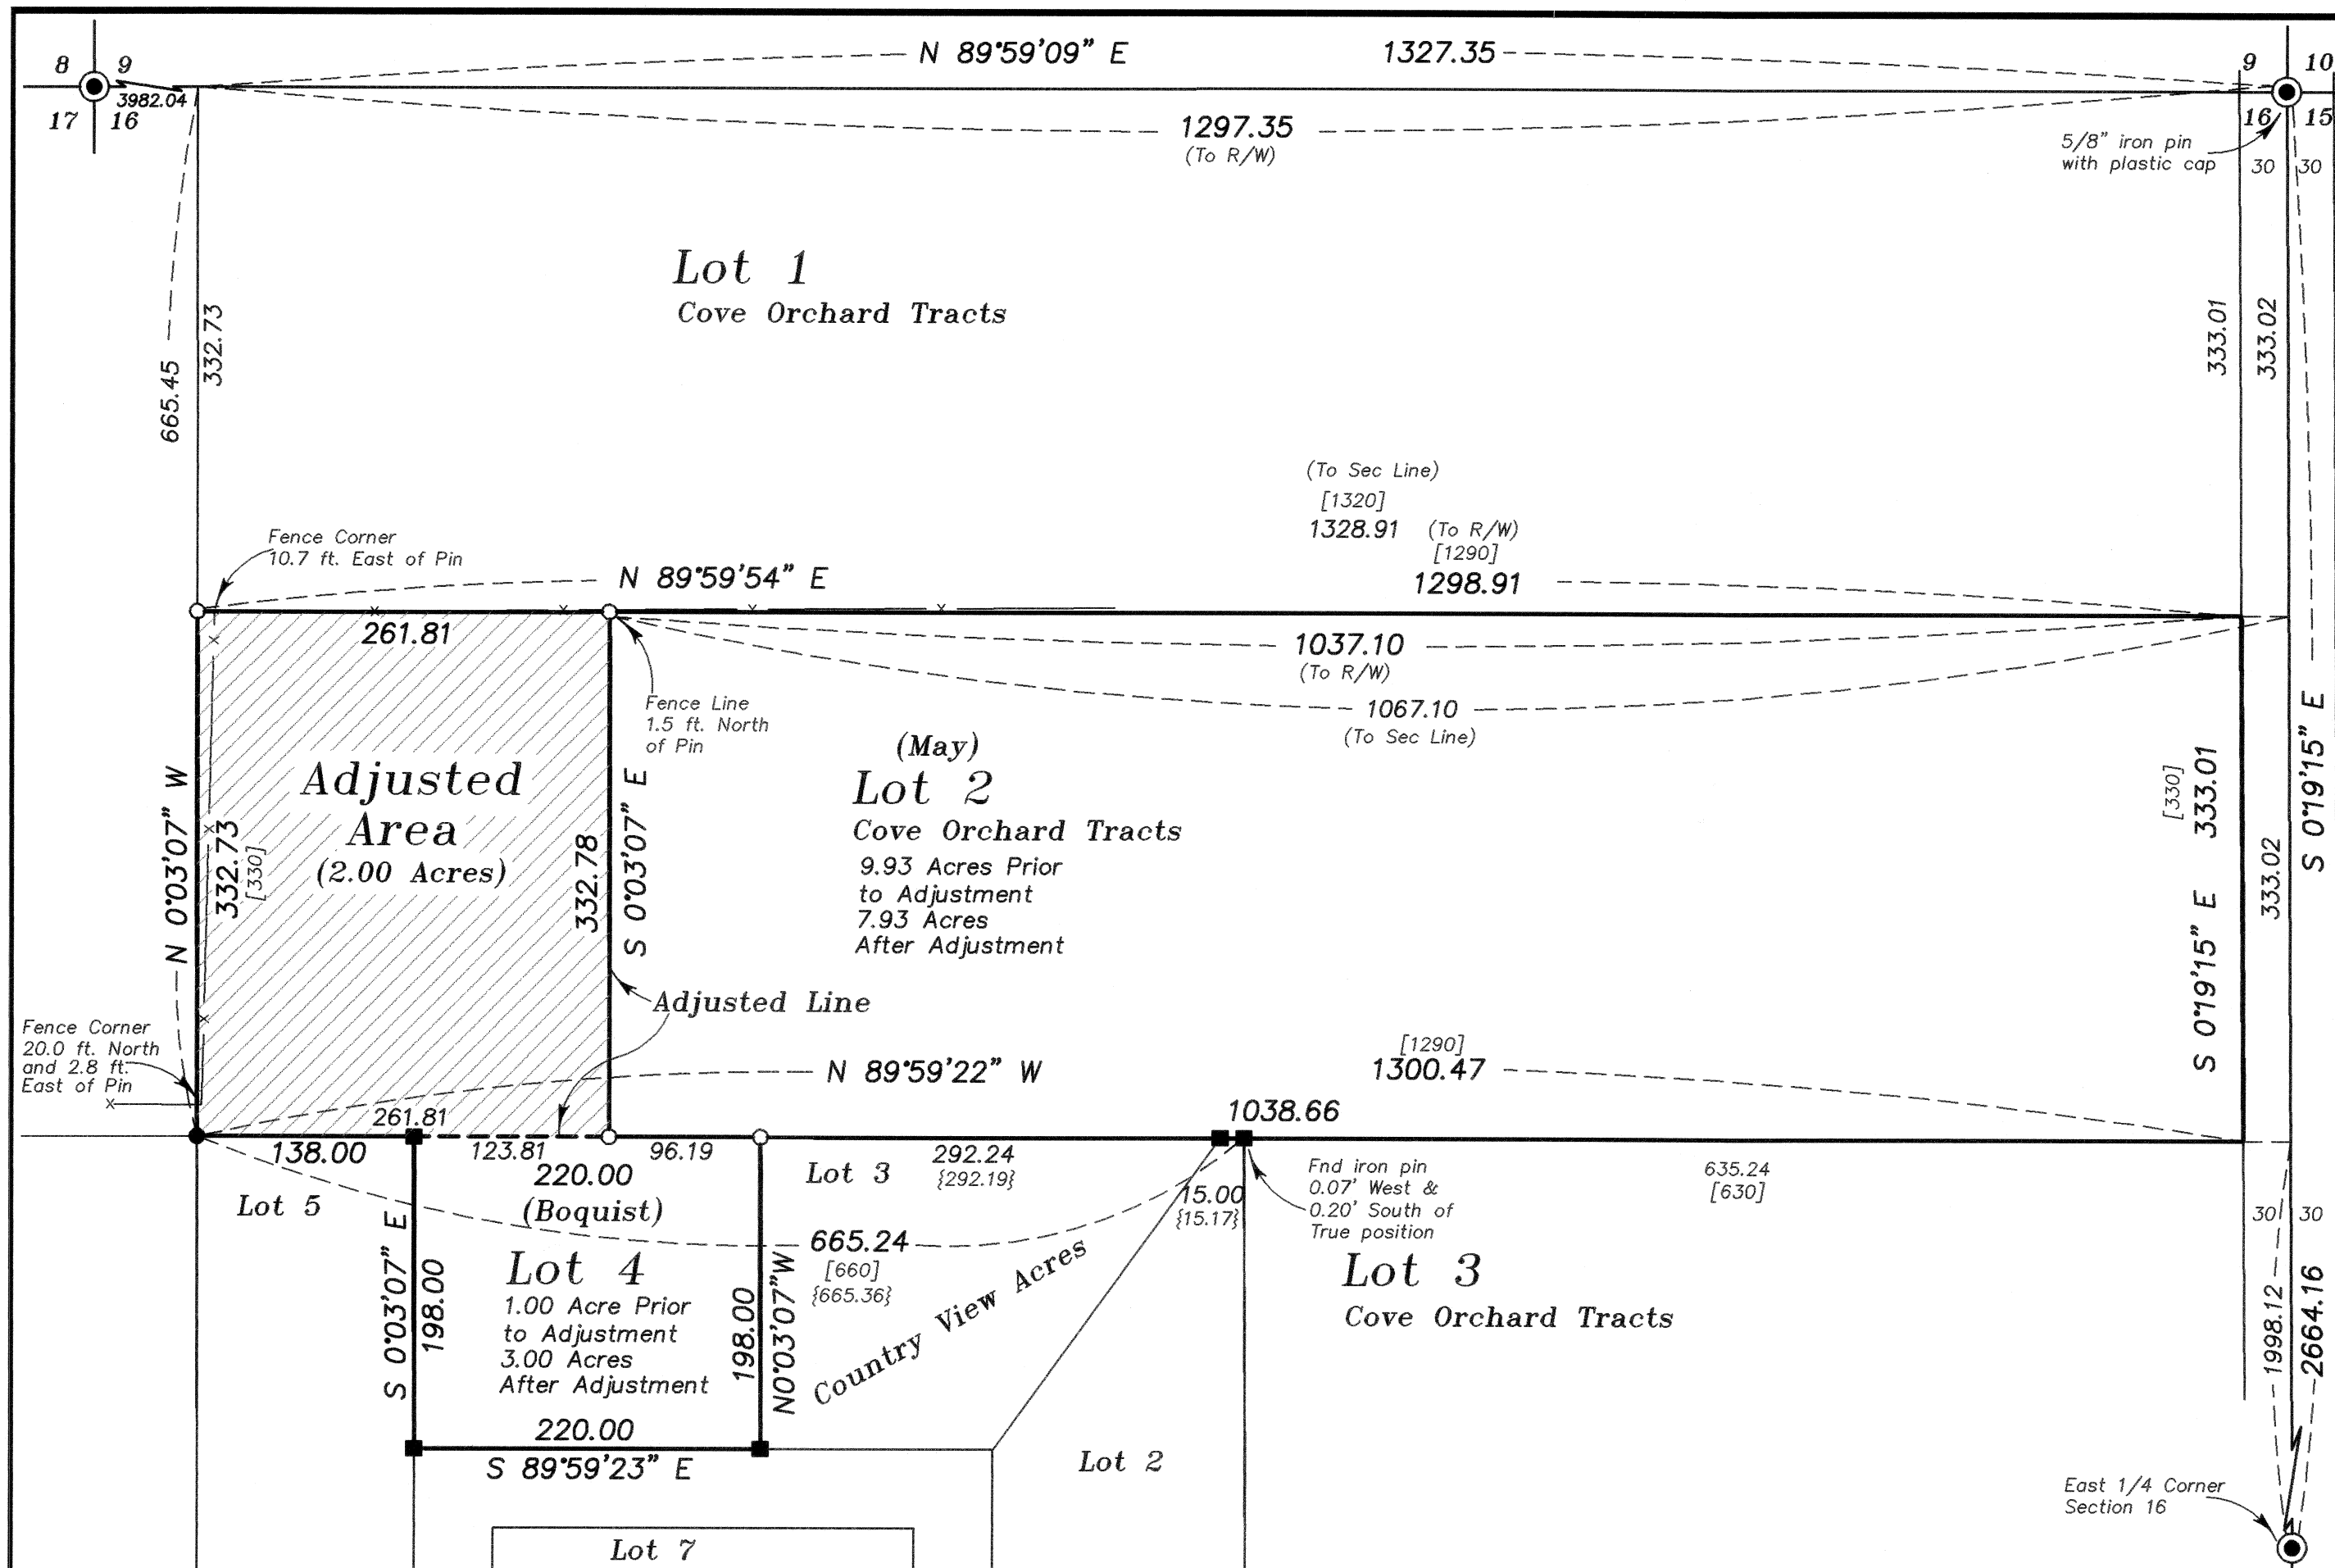 N 89°59'09" E 1327.35
8 9
3982.04
17 16
9 10
16 15
1297.35
(To R/W)
5/8" iron pin
with plastic cap
30 30
Lot 1
Cove Orchard Tracts
665.45
332.73
333.01
333.02
(To Sec Line)
[1320]
1328.91 (To R/W)
[1290]
1298.91
Fence Corner
10.7 ft. East of Pin
N 89°59'54" E
261.81
1037.10
(To R/W)
1067.10
(To Sec Line)
Fence Line
1.5 ft. North
of Pin
S 0°19'15" E
Adjusted
Area
(2.00 Acres)
N 0°03'07" W
332.73
[330]
332.78
S 0°03'07" E
(May)
Lot 2
Cove Orchard Tracts
9.93 Acres Prior
to Adjustment
7.93 Acres
After Adjustment
[330]
S 0°19'15" E 333.01
333.02
Adjusted Line
Fence Corner
20.0 ft. North
and 2.8 ft.
East of Pin
N 89°59'22" W
[1290]
1300.47
261.81
1038.66
138.00
123.81
96.19
220.00
(Boquist)
Lot 5
Lot 3
292.24
{292.19}
15.00
{15.17}
Fnd iron pin
0.07' West &
0.20' South of
True position
635.24
[630]
30 30
S 0°03'07" E
198.00
Lot 4
1.00 Acre Prior
to Adjustment
3.00 Acres
After Adjustment
198.00
N0°03'07"W
665.24
[660]
{665.36}
Country View Acres
Lot 3
Cove Orchard Tracts
1998.12
2664.16
220.00
S 89°59'23" E
Lot 2
East 1/4 Corner
Section 16
Lot 7